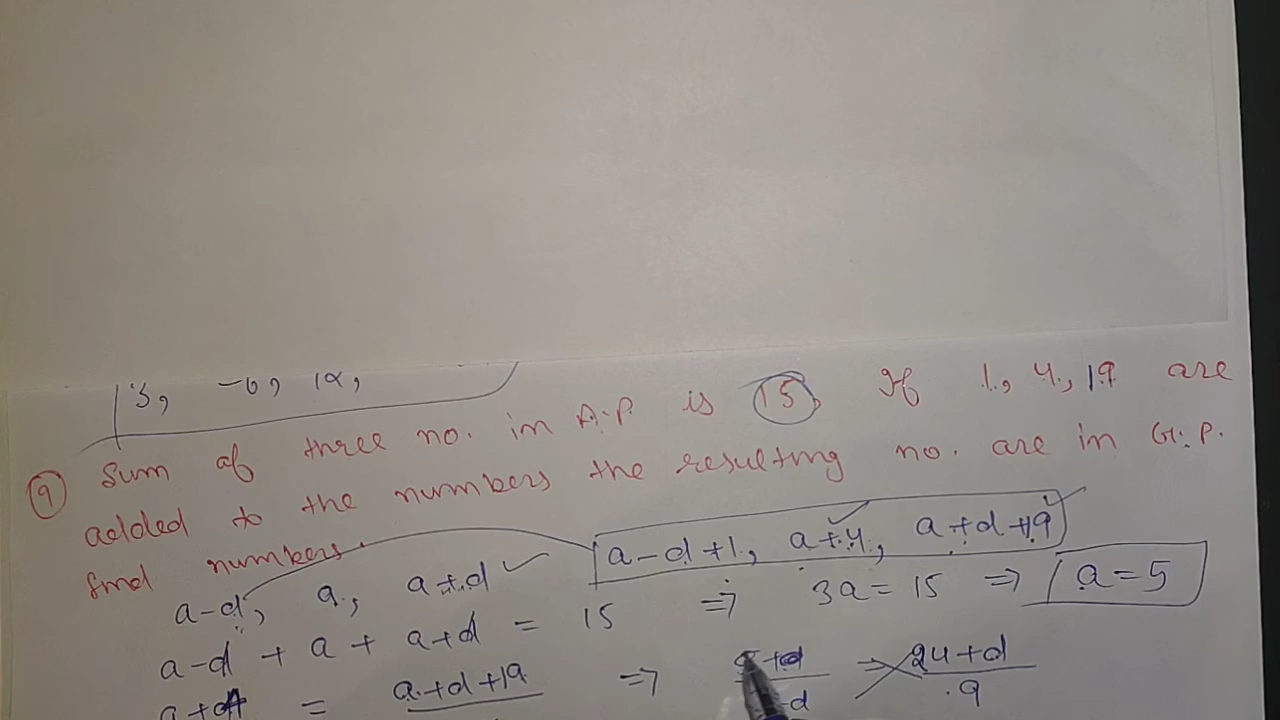 3, -6, 12,
(9) Sum of three no. in A.P is 15, If 1, 4, 19 are
added to the numbers the resulting no. are in G.P.
find numbers.
a-d, a, a+d ✓ a-d+1, a+4, a+d+19
a-d + a + a+d = 15 => 3a = 15 => a=5
= a+d+19 => => 24+d
-d 9